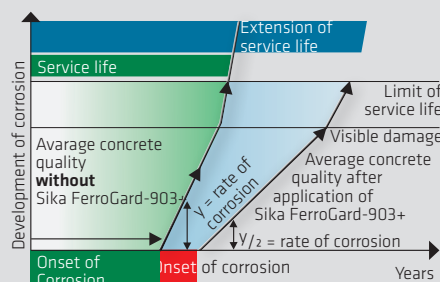 Extension of
service life
Service life
Limit of
service life
Visible damage
Development of corrosion
Avarage concrete
quality
without
Sika FerroGard-903+
y = rate of
corrosion
Average concrete
quality after
application of
Sika FerroGard-903+
y/2 = rate of corrosion
Onset of
Corrosion
Onset of corrosion
Years